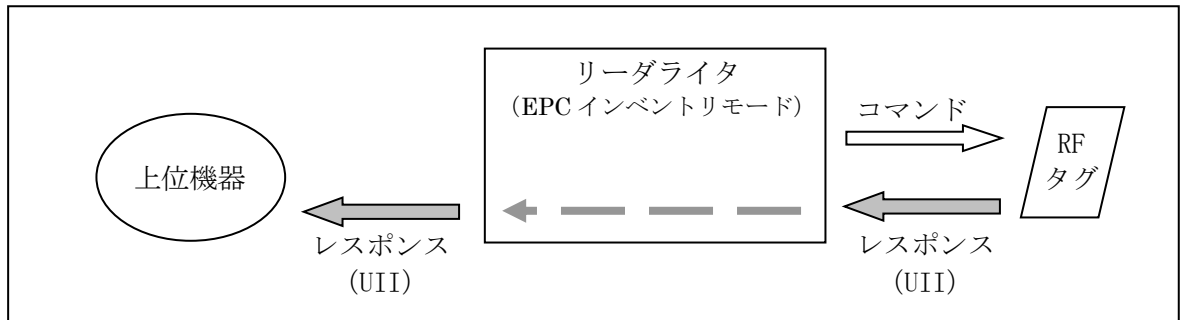 リーダライタ
(EPC インベントリモード)
コマンド
RF
タグ
上位機器
レスポンス
(UII)
レスポンス
(UII)